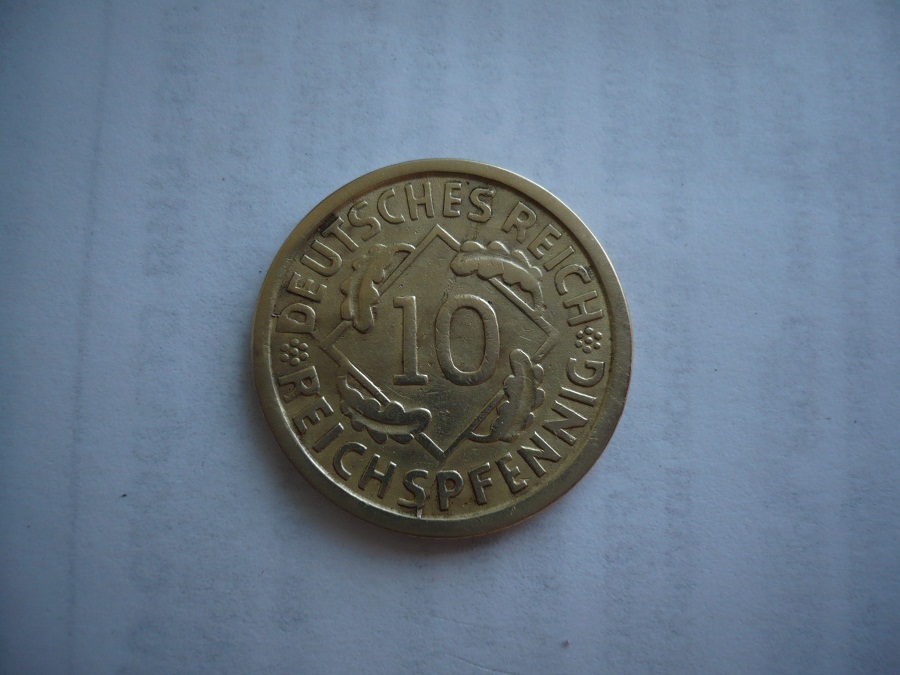 DEUTSCHES REICH
10
REICHSPFENNIG